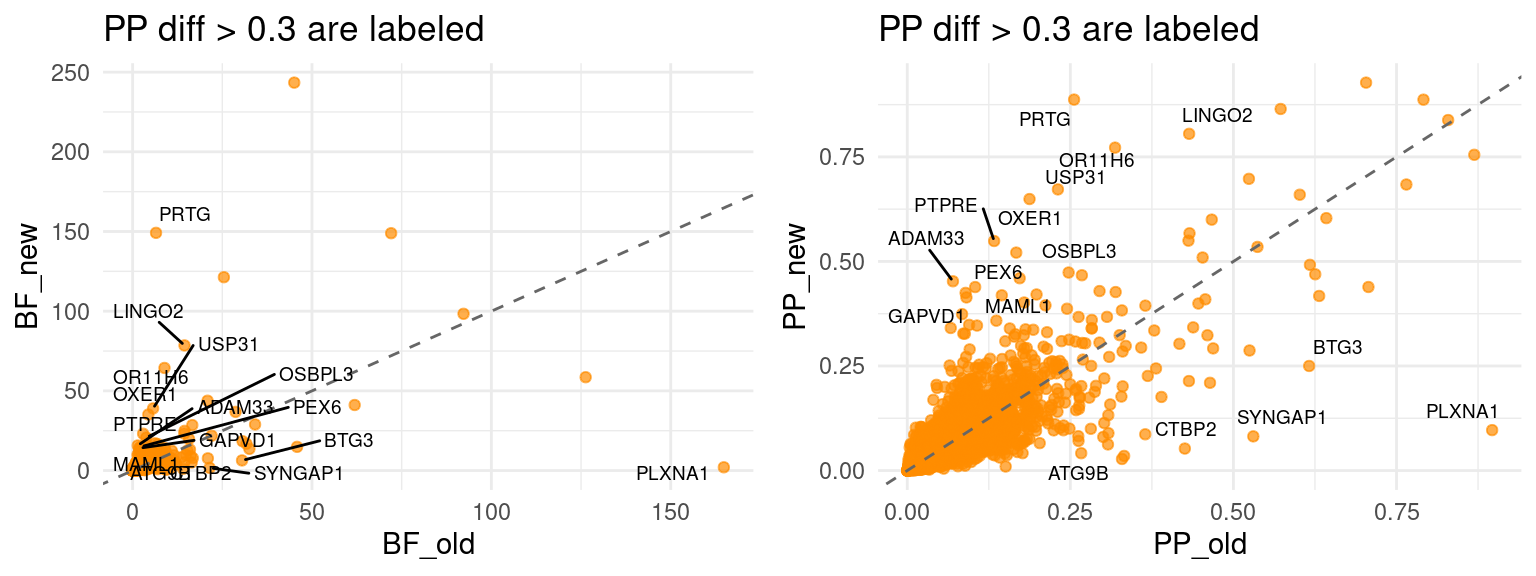 PP diff > 0.3 are labeled
BF_new
250
200
150
100
50
0
PRTG
LINGO2
USP31
OR11H6
OSBPL3
OXER1
ADAM33
PEX6
PTPRE
GAPVD1
BTG3
MAML1
ATG9B
CTBP2
SYNGAP1
PLXNA1
0
50
100
150
BF_old
PP diff > 0.3 are labeled
PP_new
0.75
0.50
0.25
0.00
PRTG
LINGO2
OR11H6
USP31
PTPRE
OXER1
ADAM33
OSBPL3
PEX6
MAML1
GAPVD1
BTG3
PLXNA1
SYNGAP1
CTBP2
ATG9B
0.00
0.25
0.50
0.75
PP_old